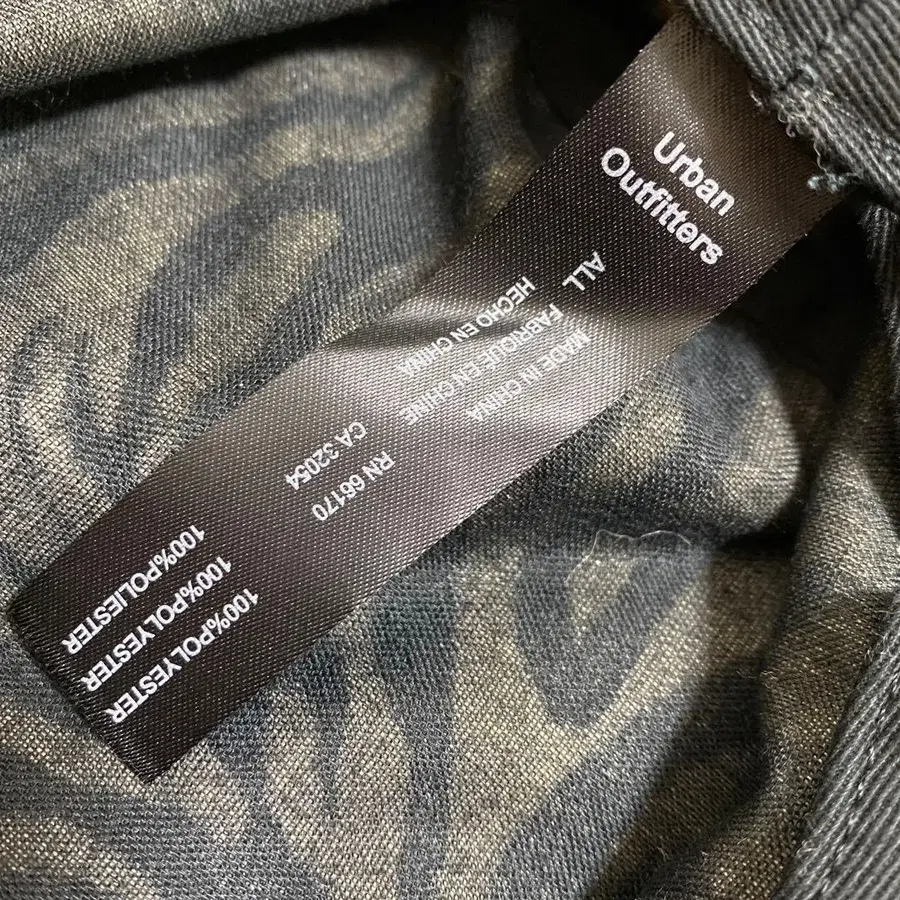 Urban
Outfitters
ALL
MADE IN CHINA
FABRIQUE EN CHINE
HECHO EN CHINA
RN 66170
CA 32054
100%POLYESTER
100%POLYESTER
100%POLIESTER